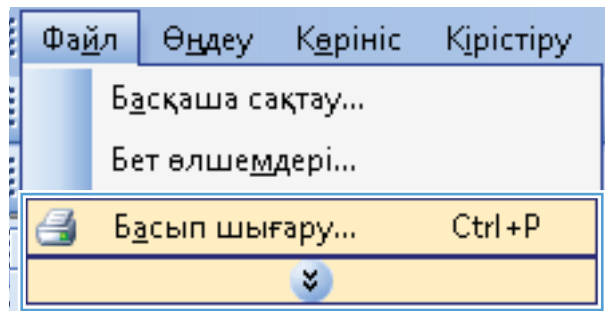 Файл Өңдеу Көрініс Кірістіру
Басқаша сақтау...
Бет өлшемдері...
Басып шығару... Ctrl+P